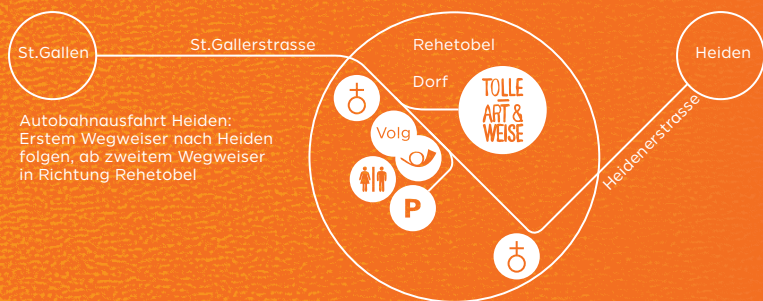 St.Gallen
St.Gallerstrasse
Rehetobel
Dorf
Heiden
TOLLE
ART &
WEISE
Volg
P
Heidenerstrasse
Autobahnausfahrt Heiden:
Erstem Wegweiser nach Heiden
folgen, ab zweitem Wegweiser
in Richtung Rehetobel